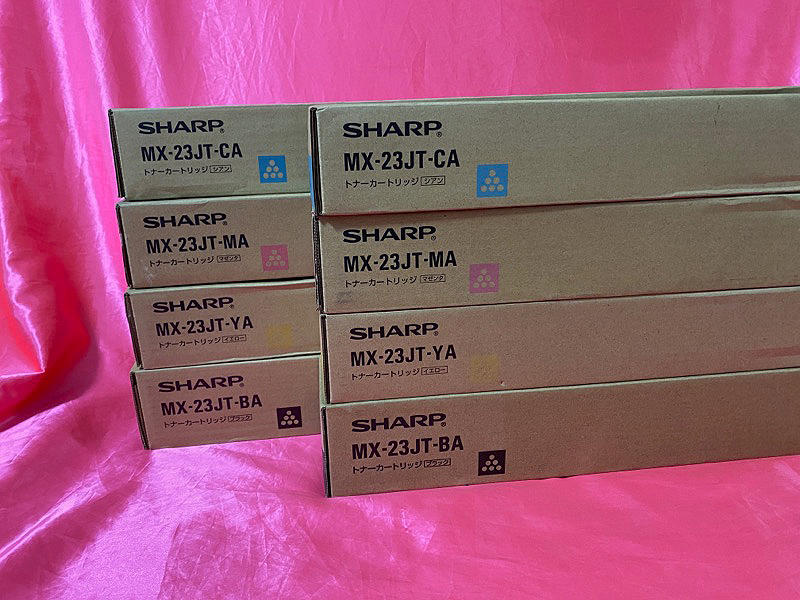 SHARP®
MX-23JT-CA
トナーカートリッジ シアン
SHARP®
MX-23JT-MA
トナーカートリッジ マゼンタ
SHARP®
MX-23JT-YA
トナーカートリッジ イエロー
SHARP®
MX-23JT-BA
トナーカートリッジ ブラック
SHARP®
MX-23JT-CA
トナーカートリッジ シアン
SHARP®
MX-23JT-MA
トナーカートリッジ マゼンタ
SHARP®
MX-23JT-YA
トナーカートリッジ イエロー
SHARP®
MX-23JT-BA
トナーカートリッジ ブラック